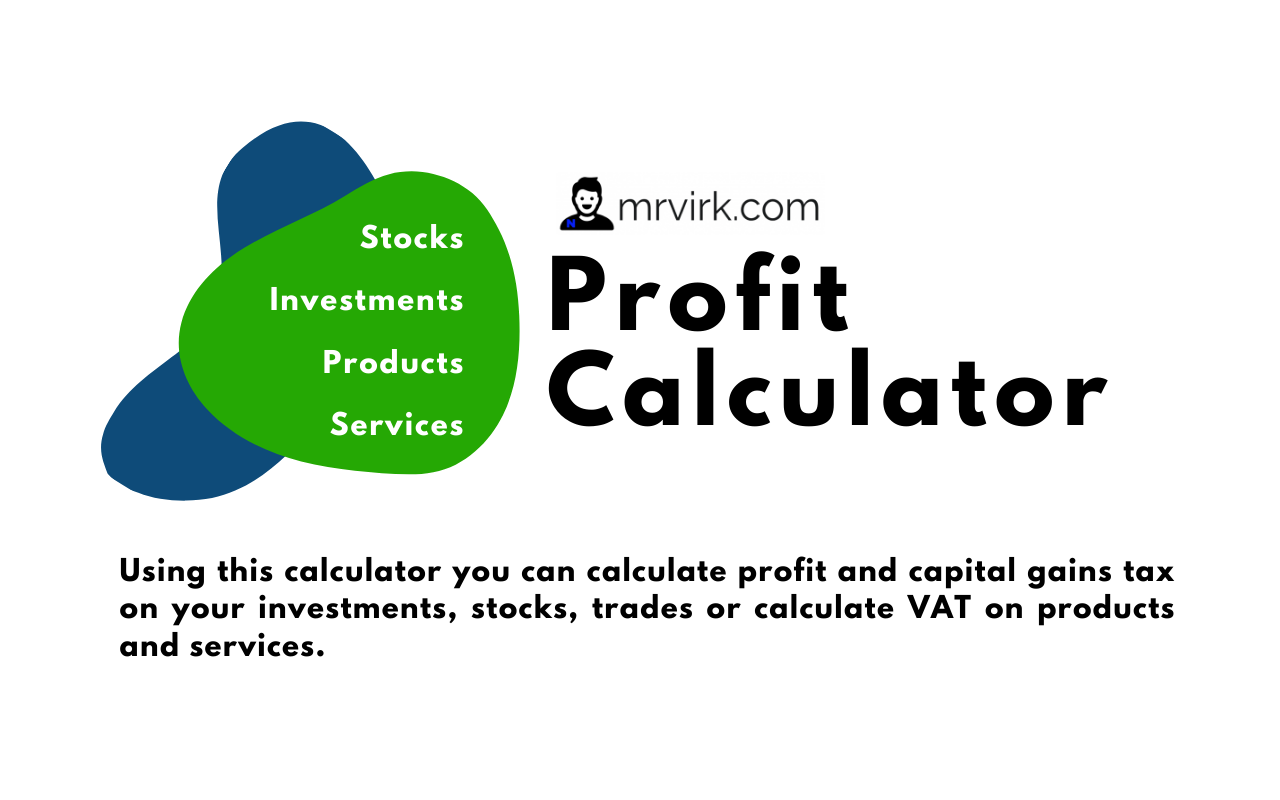 Stocks
Investments
Products
Services
mrvirk.com
Profit
Calculator
Using this calculator you can calculate profit and capital gains tax
on your investments, stocks, trades or calculate VAT on products
and services.